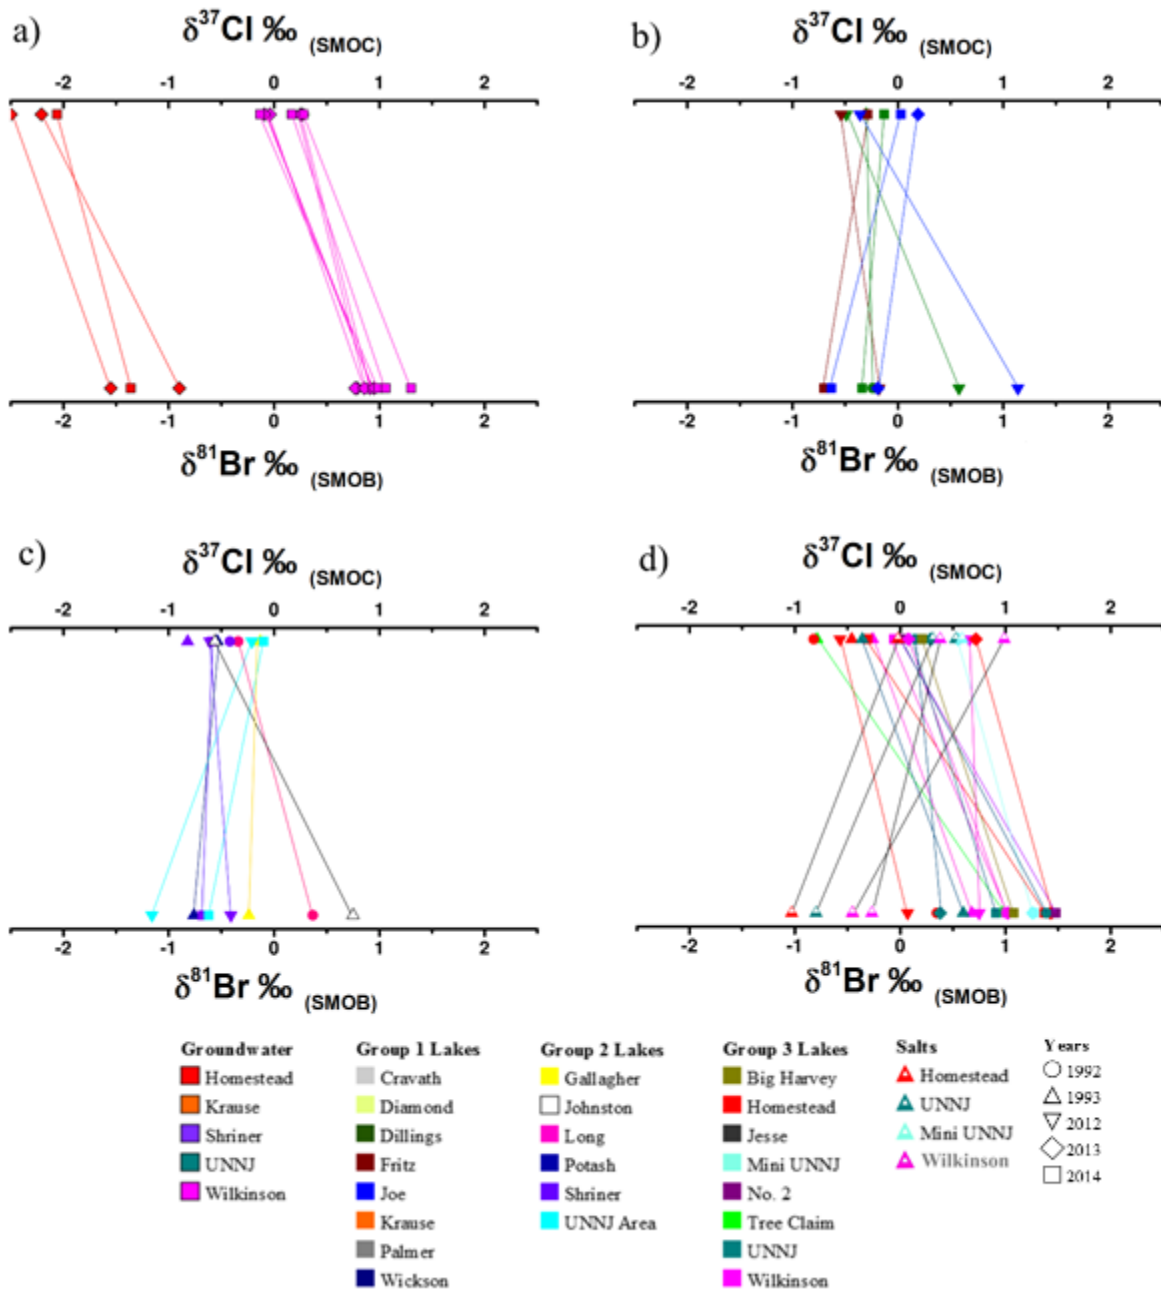 a)
δ37Cl ‰ (SMOC)
-2 -1 0 1 2
-2 -1 0 1 2
δ81Br ‰ (SMOB)
b)
δ37Cl ‰ (SMOC)
-2 -1 0 1 2
-2 -1 0 1 2
δ81Br ‰ (SMOB)
c)
δ37Cl ‰ (SMOC)
-2 -1 0 1 2
-2 -1 0 1 2
δ81Br ‰ (SMOB)
d)
δ37Cl ‰ (SMOC)
-2 -1 0 1 2
-2 -1 0 1 2
δ81Br ‰ (SMOB)
Groundwater
Homestead
Krause
Shriner
UNNJ
Wilkinson
Group 1 Lakes
Cravath
Diamond
Dillings
Fritz
Joe
Krause
Palmer
Wickson
Group 2 Lakes
Gallagher
Johnston
Long
Potash
Shriner
UNNJ Area
Group 3 Lakes
Big Harvey
Homestead
Jesse
Mini UNNJ
No. 2
Tree Claim
UNNJ
Wilkinson
Salts
Homestead
UNNJ
Mini UNNJ
Wilkinson
Years
1992
1993
2012
2013
2014